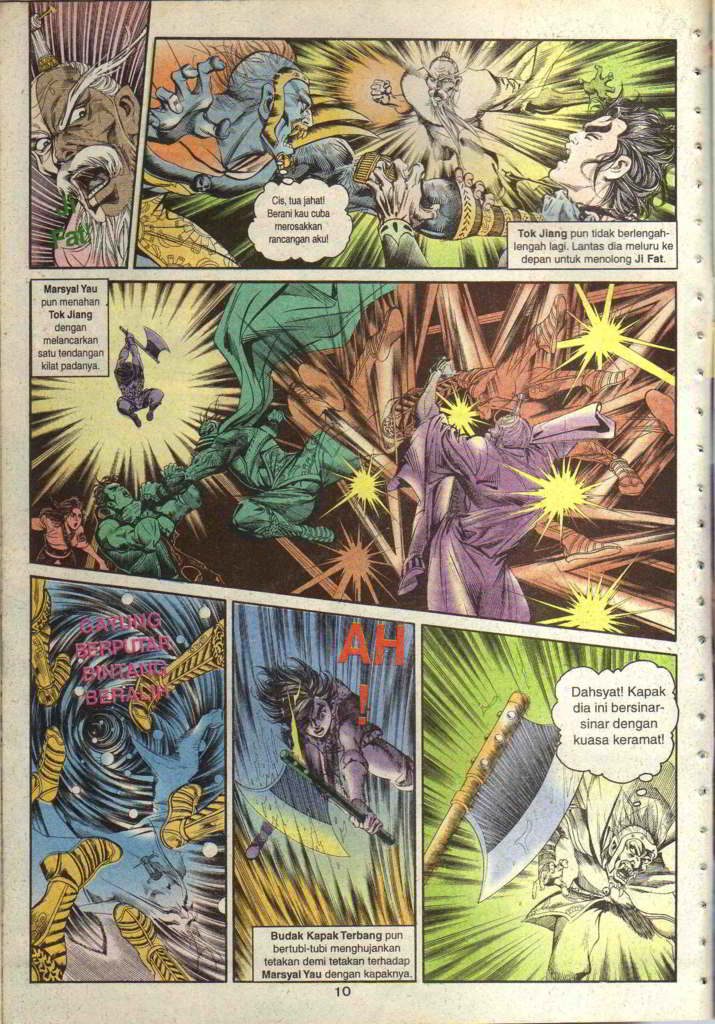 Ji
Fat!
Cis, tua jahat!
Berani kau cuba
merosakkan
rancangan aku!
Tok Jiang pun tidak berlengah-
lengah lagi. Lantas dia meluru ke
depan untuk menolong Ji Fat.
Marsyal Yau
pun menahan
Tok Jiang
dengan
melancarkan
satu tendangan
kilat padanya.
GATUNG
BERPUTAR
BINTANG
BERALIH
AH
!
Budak Kapak Terbang pun
bertubi-tubi menghujankan
tetakan demi tetakan terhadap
Marsyal Yau dengan kapaknya.
Dahsyat! Kapak
dia ini bersinar-
sinar dengan
kuasa keramat!
10